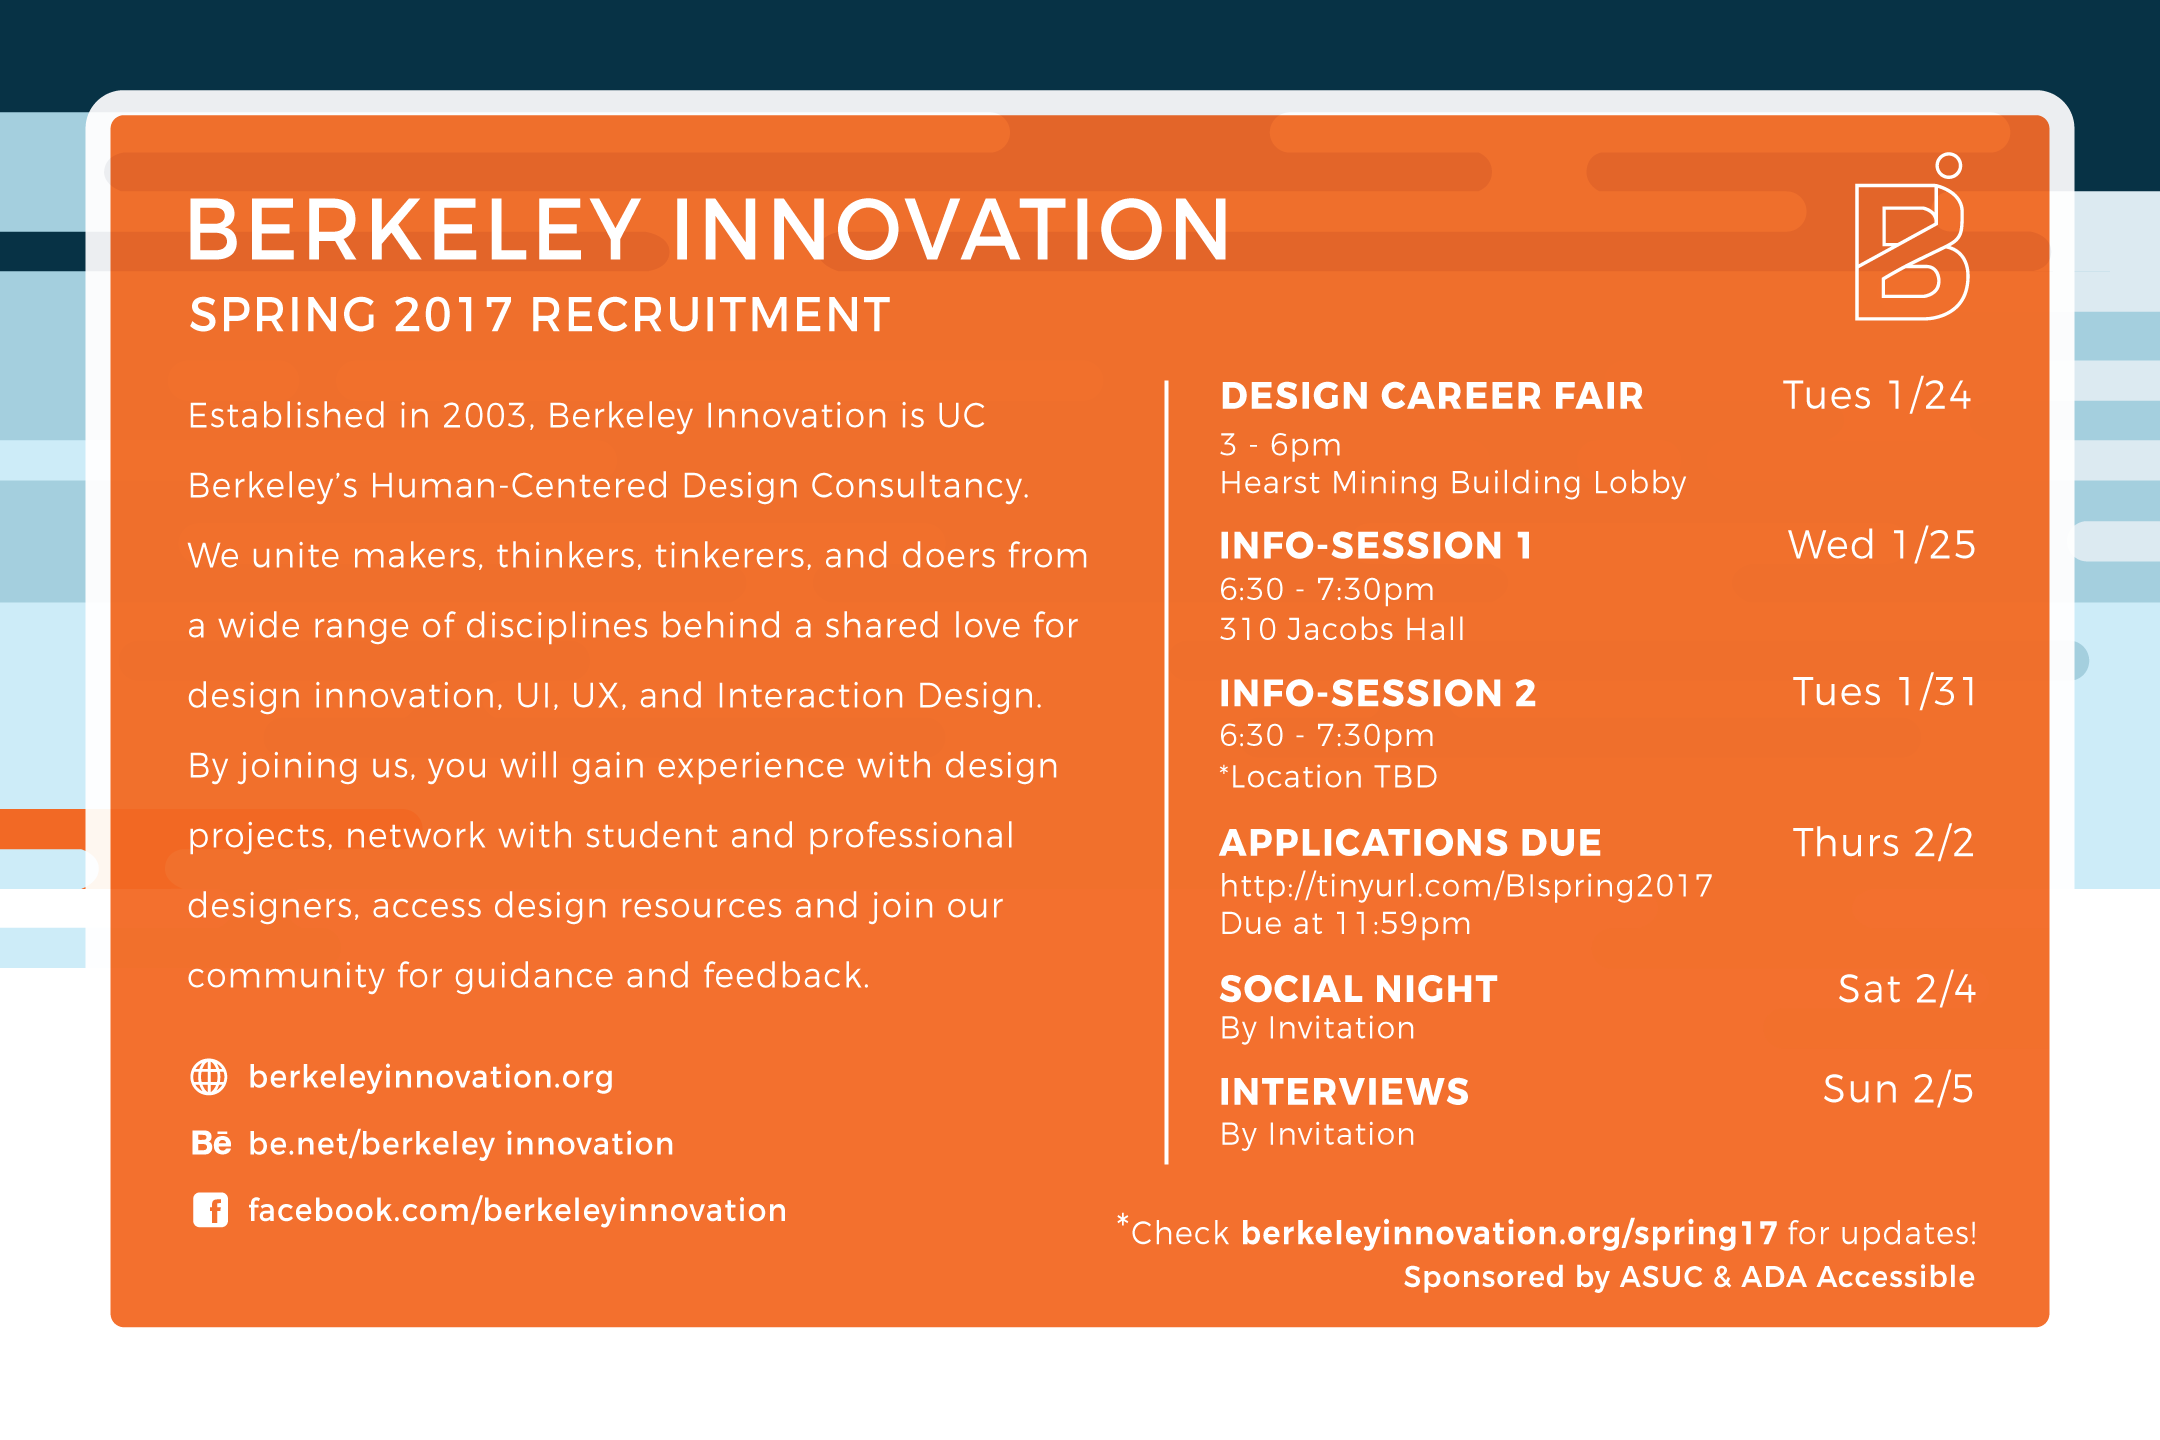 BERKELEY INNOVATION
SPRING 2017 RECRUITMENT
Established in 2003, Berkeley Innovation is UC
Berkeley’s Human-Centered Design Consultancy.
We unite makers, thinkers, tinkerers, and doers from
a wide range of disciplines behind a shared love for
design innovation, UI, UX, and Interaction Design.
By joining us, you will gain experience with design
projects, network with student and professional
designers, access design resources and join our
community for guidance and feedback.
berkeleyinnovation.org
Bē be.net/berkeley innovation
f facebook.com/berkeleyinnovation
DESIGN CAREER FAIR Tues 1/24
3 - 6pm
Hearst Mining Building Lobby
INFO-SESSION 1 Wed 1/25
6:30 - 7:30pm
310 Jacobs Hall
INFO-SESSION 2 Tues 1/31
6:30 - 7:30pm
*Location TBD
APPLICATIONS DUE Thurs 2/2
http://tinyurl.com/BIspring2017
Due at 11:59pm
SOCIAL NIGHT Sat 2/4
By Invitation
INTERVIEWS Sun 2/5
By Invitation
*Check berkeleyinnovation.org/spring17 for updates!
Sponsored by ASUC & ADA Accessible